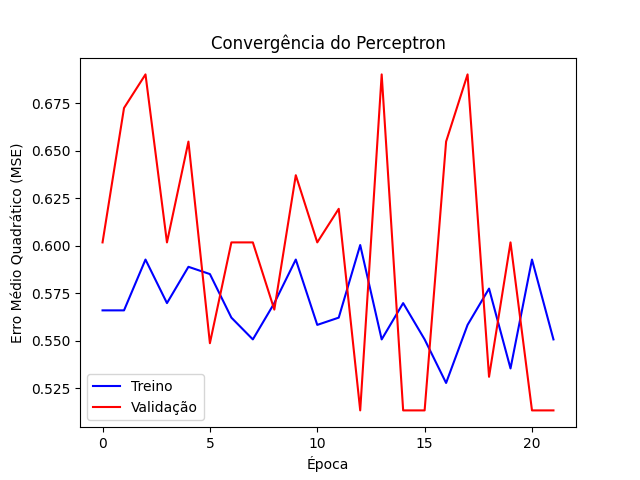 Convergência do Perceptron
Erro Médio Quadrático (MSE)
0.675
0.650
0.625
0.600
0.575
0.550
0.525
Treino
Validação
0 5 10 15 20
Época